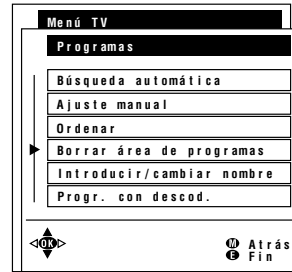 Menú TV
Programas
Búsqueda automática
Ajuste manual
Ordenar
Borrar área de programas
Introducir/cambiar nombre
Progr. con descod.
OK
M Atrás
E Fin